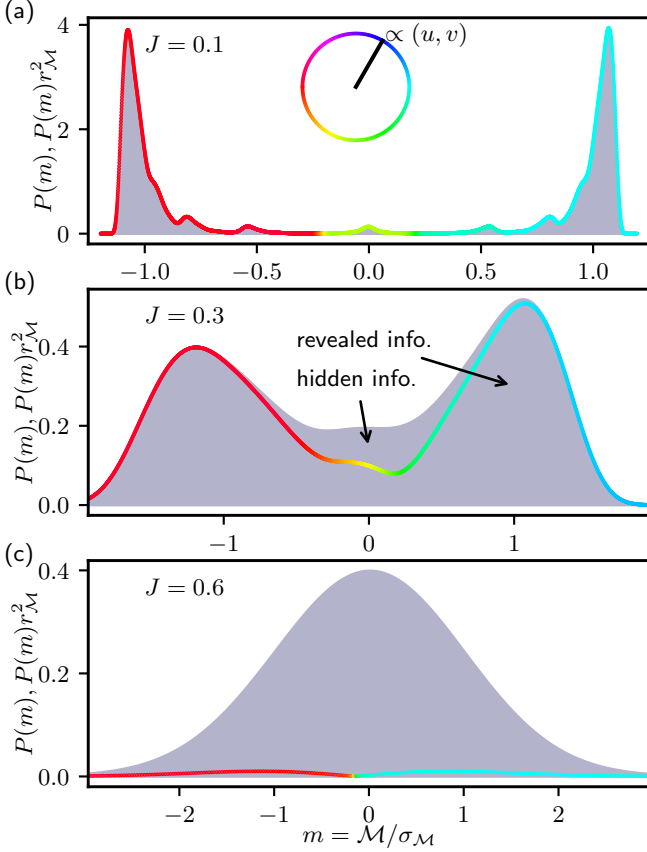 (a)
J = 0.1
∝ (u, v)
P(m), P(m)r²_ℳ
4
2
0
−1.0 −0.5 0.0 0.5 1.0
(b)
J = 0.3
revealed info.
hidden info.
P(m), P(m)r²_ℳ
0.4
0.2
0.0
−1 0 1
(c)
J = 0.6
P(m), P(m)r²_ℳ
0.4
0.2
0.0
−2 −1 0 1 2
m = ℳ/σ_ℳ